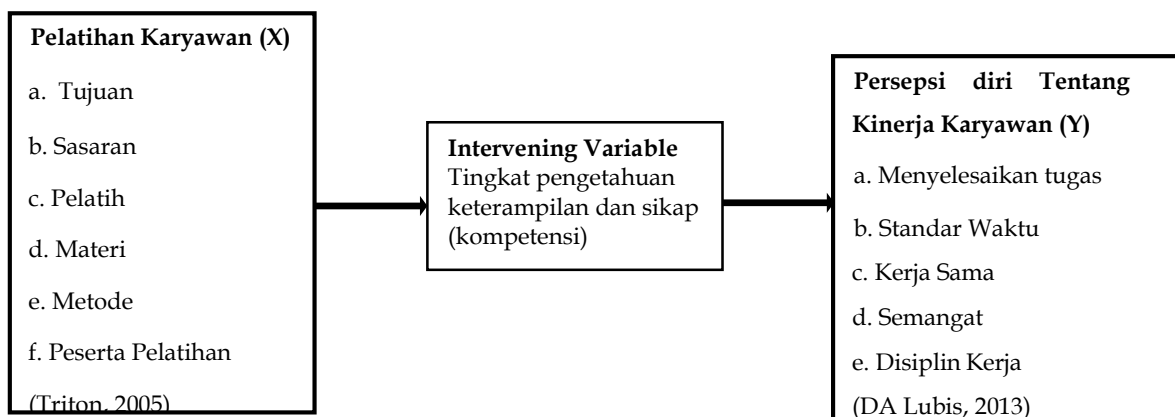 Pelatihan Karyawan (X)
a. Tujuan
b. Sasaran
c. Pelatih
d. Materi
e. Metode
f. Peserta Pelatihan
(Triton, 2005)
Intervening Variable
Tingkat pengetahuan
keterampilan dan sikap
(kompetensi)
Persepsi diri Tentang
Kinerja Karyawan (Y)
a. Menyelesaikan tugas
b. Standar Waktu
c. Kerja Sama
d. Semangat
e. Disiplin Kerja
(DA Lubis, 2013)